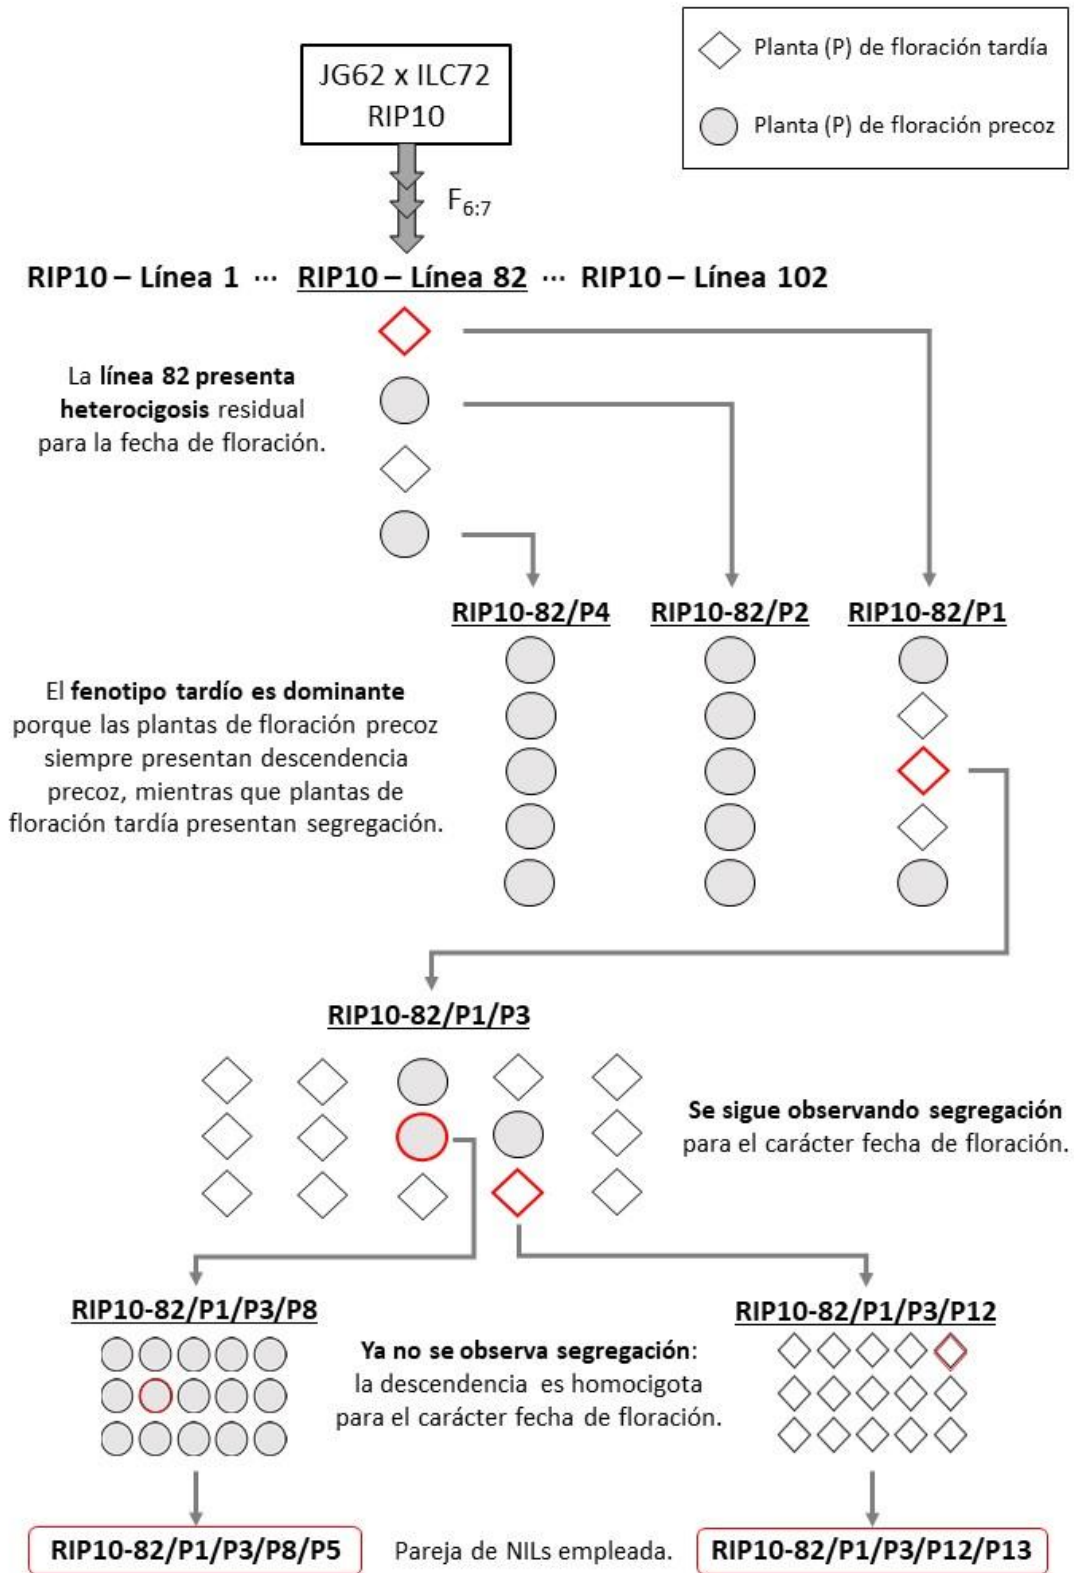 Planta (P) de floración tardía
Planta (P) de floración precoz
JG62 x ILC72
RIP10
F6:7
RIP10 – Línea 1 ··· RIP10 – Línea 82 ··· RIP10 – Línea 102
La línea 82 presenta
heterocigosis residual
para la fecha de floración.
RIP10-82/P4 RIP10-82/P2 RIP10-82/P1
El fenotipo tardío es dominante
porque las plantas de floración precoz
siempre presentan descendencia
precoz, mientras que plantas de
floración tardía presentan segregación.
RIP10-82/P1/P3
Se sigue observando segregación
para el carácter fecha de floración.
RIP10-82/P1/P3/P8
RIP10-82/P1/P3/P12
Ya no se observa segregación:
la descendencia es homocigota
para el carácter fecha de floración.
RIP10-82/P1/P3/P8/P5
Pareja de NILs empleada.
RIP10-82/P1/P3/P12/P13